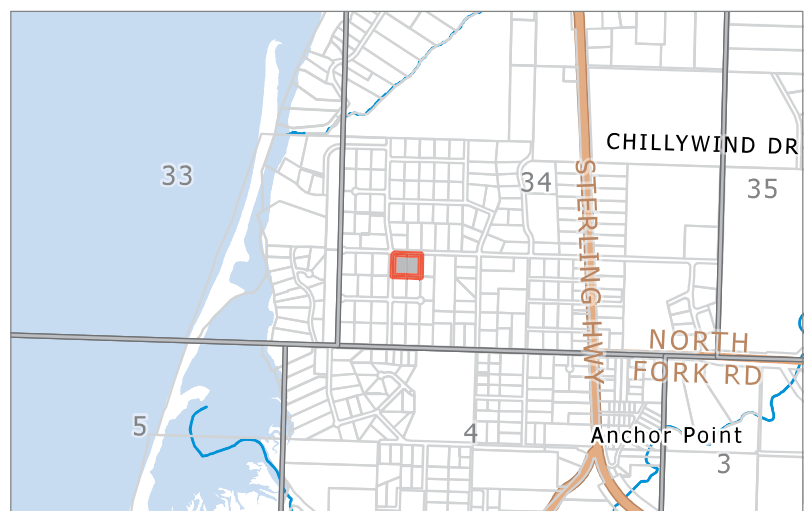 CHILLYWIND DR
33
34
35
STERLING HWY
NORTH
FORK RD
5
4
Anchor Point
3